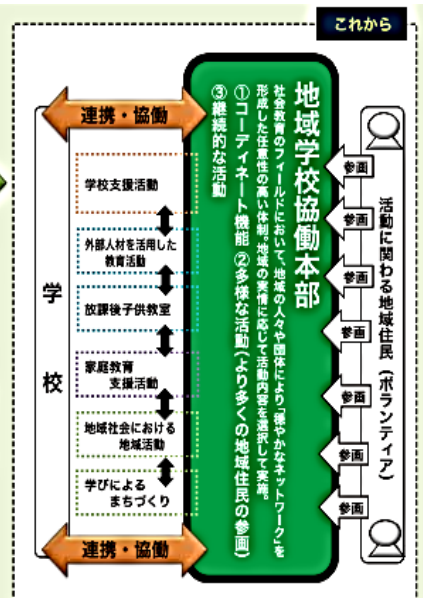 これから
連携・協働
学校
学校支援活動
外部人材を活用した
教育活動
放課後子供教室
家庭教育
支援活動
地域社会における
地域活動
学びによる
まちづくり
連携・協働
地域学校協働本部
社会教育のフィールドにおいて、地域の人々や団体により「緩やかなネットワーク」を
形成した任意性の高い体制。地域の実情に応じて活動内容を選択して実施。
①コーディネート機能 ②多様な活動(より多くの地域住民の参画)
③継続的な活動
参画
参画
参画
参画
参画
参画
参画
活動に関わる地域住民(ボランティア)